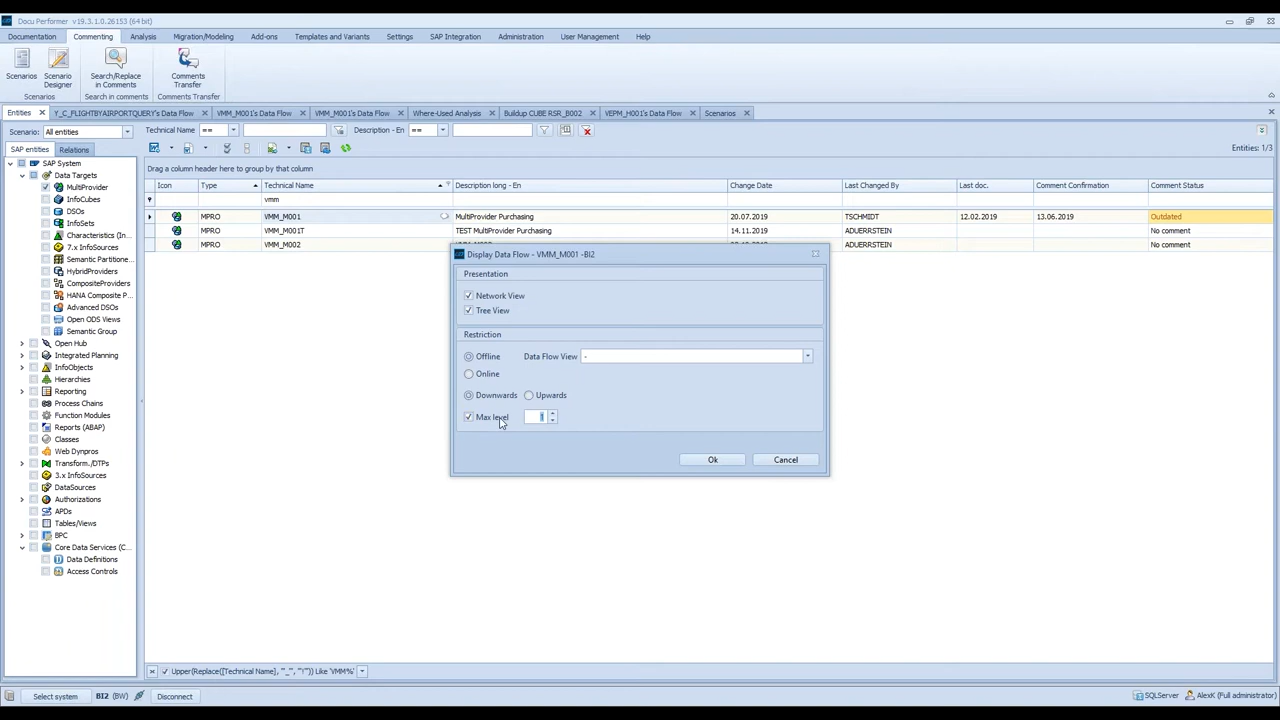 Docu Performer v19.3.1.0.26153 (64 bit)
Documentation Commenting Analysis Migration/Modeling Add-ons Templates and Variants Settings SAP Integration Administration User Management Help
Scenarios Scenario Designer Search/Replace in Comments Comments Transfer
Scenarios Search in comments Comments Transfer
Entities Y_C_FLIGHTBYAIRPORTQUERY's Data Flow VMM_M001's Data Flow VMM_M001's Data Flow Where-Used Analysis Buildup CUBE RSR_B002 VEPM_H001's Data Flow Scenarios
Scenario: All entities Technical Name == Description - En ==
SAP entities Relations Entities: 1/3
SAP System
Data Targets
MultiProvider
InfoCubes
DSOs
InfoSets
Characteristics (In...
7.x InfoSources
Semantic Partitione...
HybridProviders
CompositeProviders
HANA Composite P...
Advanced DSOs
Open ODS Views
Semantic Group
Open Hub
Integrated Planning
InfoObjects
Hierarchies
Reporting
Process Chains
Function Modules
Reports (ABAP)
Classes
Web Dynpros
Transform./DTPs
3.x InfoSources
DataSources
Authorizations
APDs
Tables/Views
BPC
Core Data Services (C...
Data Definitions
Access Controls
Drag a column header here to group by that column
Icon Type Technical Name Description long - En Change Date Last Changed By Last doc. Comment Confirmation Comment Status
vmm
MPRO VMM_M001 MultiProvider Purchasing 20.07.2019 TSCHMIDT 12.02.2019 13.06.2019 Outdated
MPRO VMM_M001T TEST MultiProvider Purchasing 14.11.2019 ADUERRSTEIN No comment
MPRO VMM_M002 ADUERRSTEIN No comment
Display Data Flow - VMM_M001 -BI2
Presentation
Network View
Tree View
Restriction
Offline Data Flow View -
Online
Downwards Upwards
Max level 1
Ok Cancel
Upper(Replace([Technical Name], "_", "!")) Like 'VMM%'
Select system BI2 (BW) Disconnect SQLServer AlexK (Full administrator)